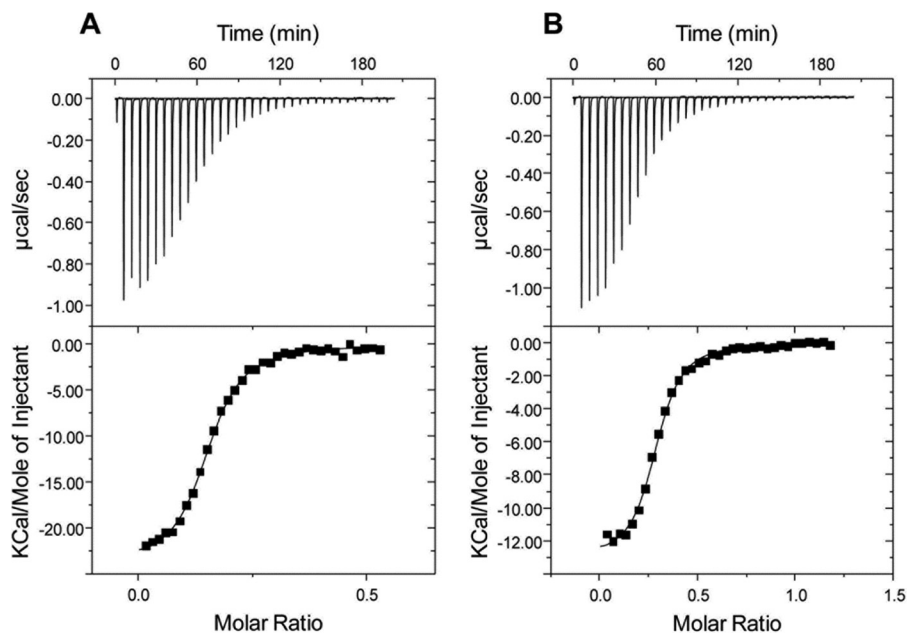 A
Time (min)
0 60 120 180
0.00
-0.20
-0.40
-0.60
-0.80
-1.00
µcal/sec
0.00
-5.00
-10.00
-15.00
-20.00
KCal/Mole of Injectant
0.0 0.5
Molar Ratio
B
Time (min)
0 60 120 180
0.00
-0.20
-0.40
-0.60
-0.80
-1.00
µcal/sec
0.00
-2.00
-4.00
-6.00
-8.00
-10.00
-12.00
KCal/Mole of Injectant
0.0 0.5 1.0 1.5
Molar Ratio